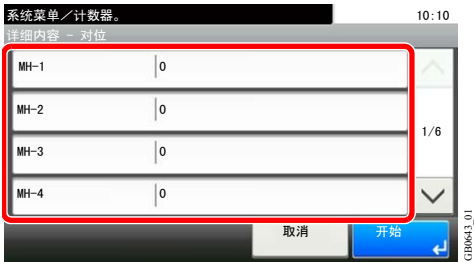 系统菜单／计数器。
10:10
详细内容 - 对位
MH-1 0
MH-2 0
1/6
MH-3 0
MH-4 0
取消
开始
GB0643_01